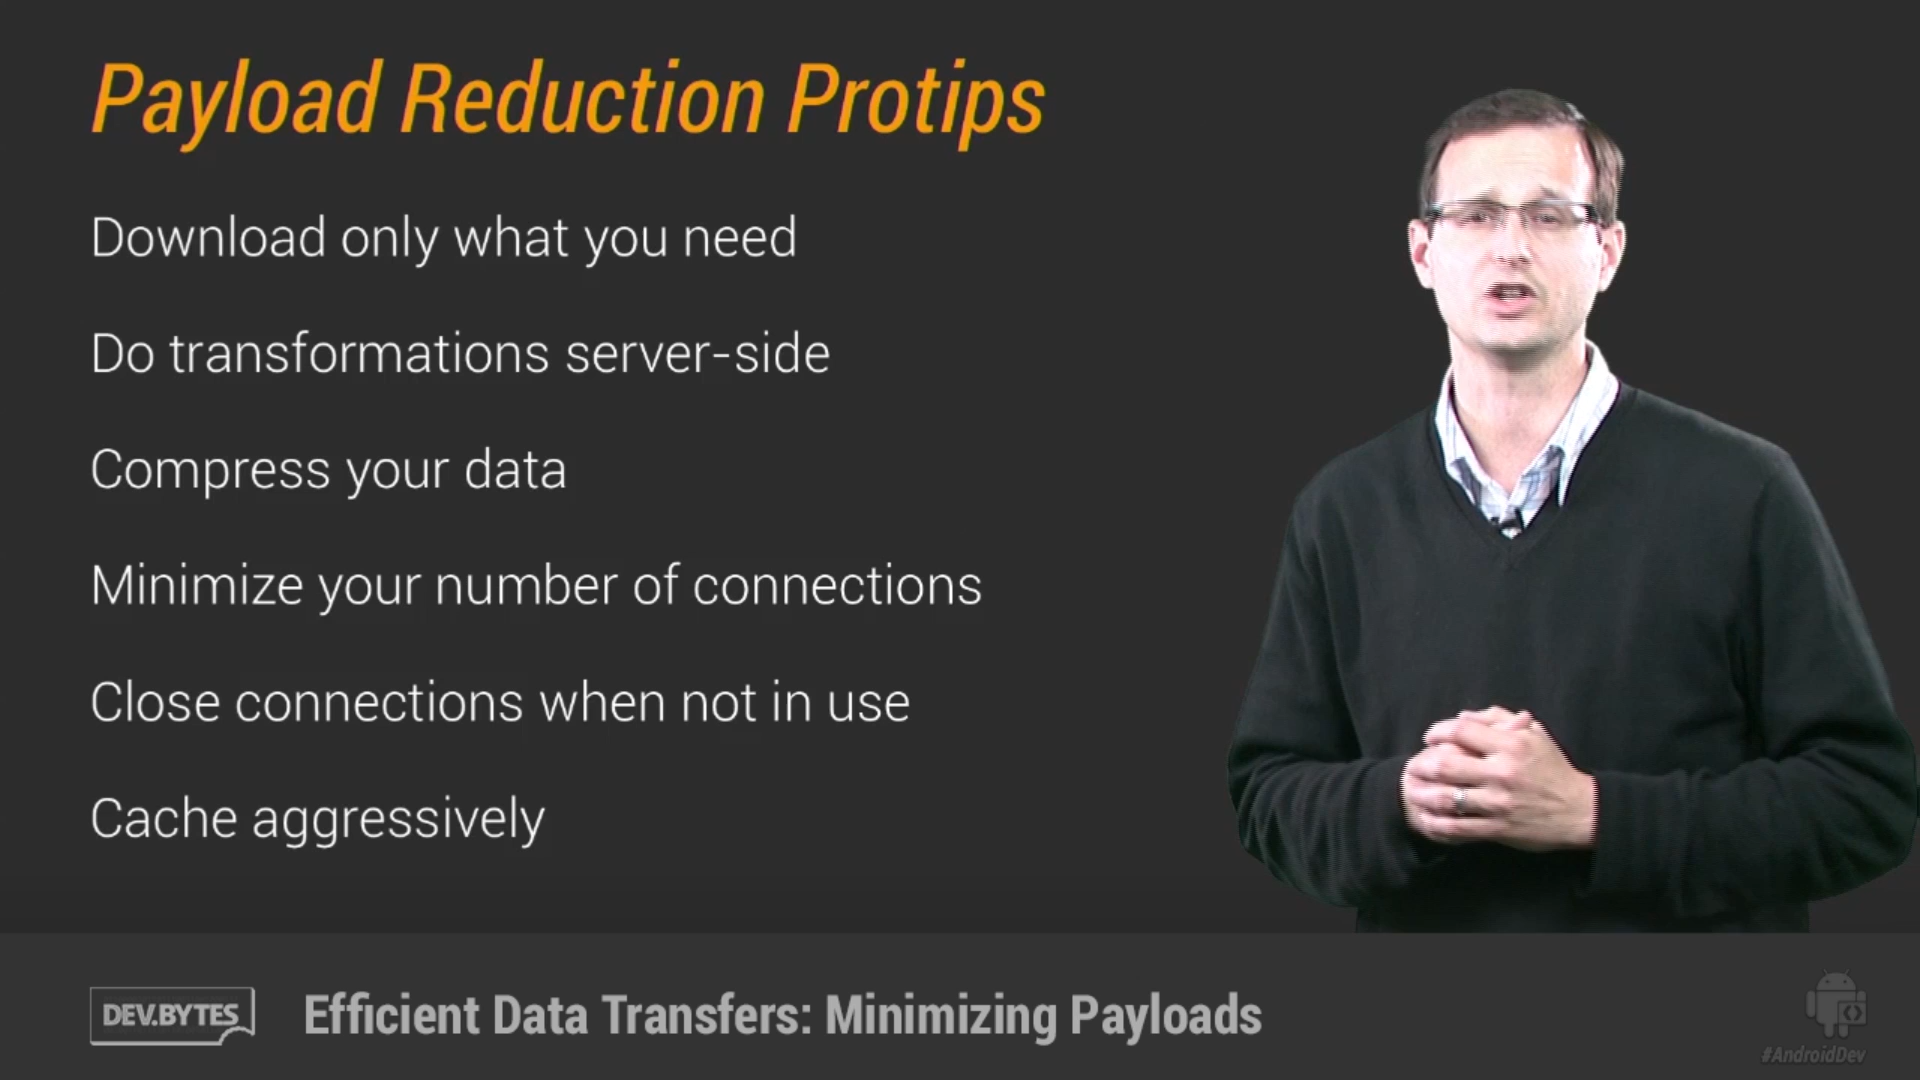 Payload Reduction Protips
Download only what you need
Do transformations server-side
Compress your data
Minimize your number of connections
Close connections when not in use
Cache aggressively
DEV.BYTES
Efficient Data Transfers: Minimizing Payloads
#AndroidDev